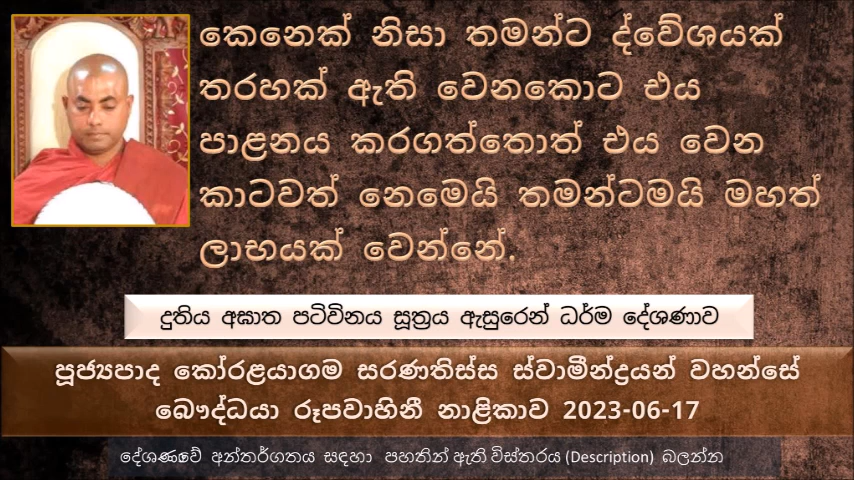 කෙනෙක් නිසා තමන්ට ද්වේශයක්
තරහක් ඇති වෙනකොට එය
පාළනය කරගත්තොත් එය වෙන
කාටවත් නෙමෙයි තමන්ටමයි මහත්
ලාභයක් වෙන්නේ.
දුතිය අඝාත පටිවිනය සූත්‍රය ඇසුරෙන් ධර්ම දේශණාව
පූජ්‍යපාද කෝරළයාගම සරණතිස්ස ස්වාමීන්ද්‍රයන් වහන්සේ
බෞද්ධයා රූපවාහිනී නාළිකාව 2023-06-17
දේශණවේ අන්තර්ගතය සඳහා පහතින් ඇති විස්තරය (Description) බලන්න